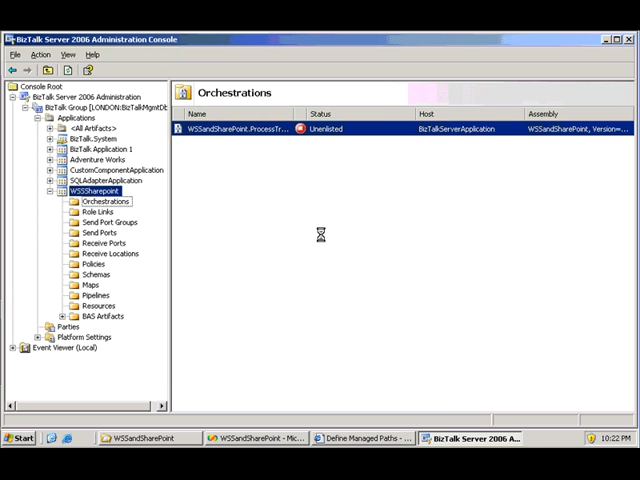 BizTalk Server 2006 Administration Console
File Action View Help
Console Root
BizTalk Server 2006 Administration
BizTalk Group [LONDON:BizTalkMgmtDb
Applications
<All Artifacts>
BizTalk.System
BizTalk Application 1
Adventure Works
CustomComponentApplication
SQLAdapterApplication
WSSSharepoint
Orchestrations
Role Links
Send Port Groups
Send Ports
Receive Ports
Receive Locations
Policies
Schemas
Maps
Pipelines
Resources
BAS Artifacts
Parties
Platform Settings
Event Viewer (Local)
Orchestrations
Name Status Host Assembly
WSSandSharePoint.ProcessTr... Unenlisted BizTalkServerApplication WSSandSharePoint, Version=...
Start WSSandSharePoint WSSandSharePoint - Mic... Define Managed Paths - ... BizTalk Server 2006 A... 10:22 PM